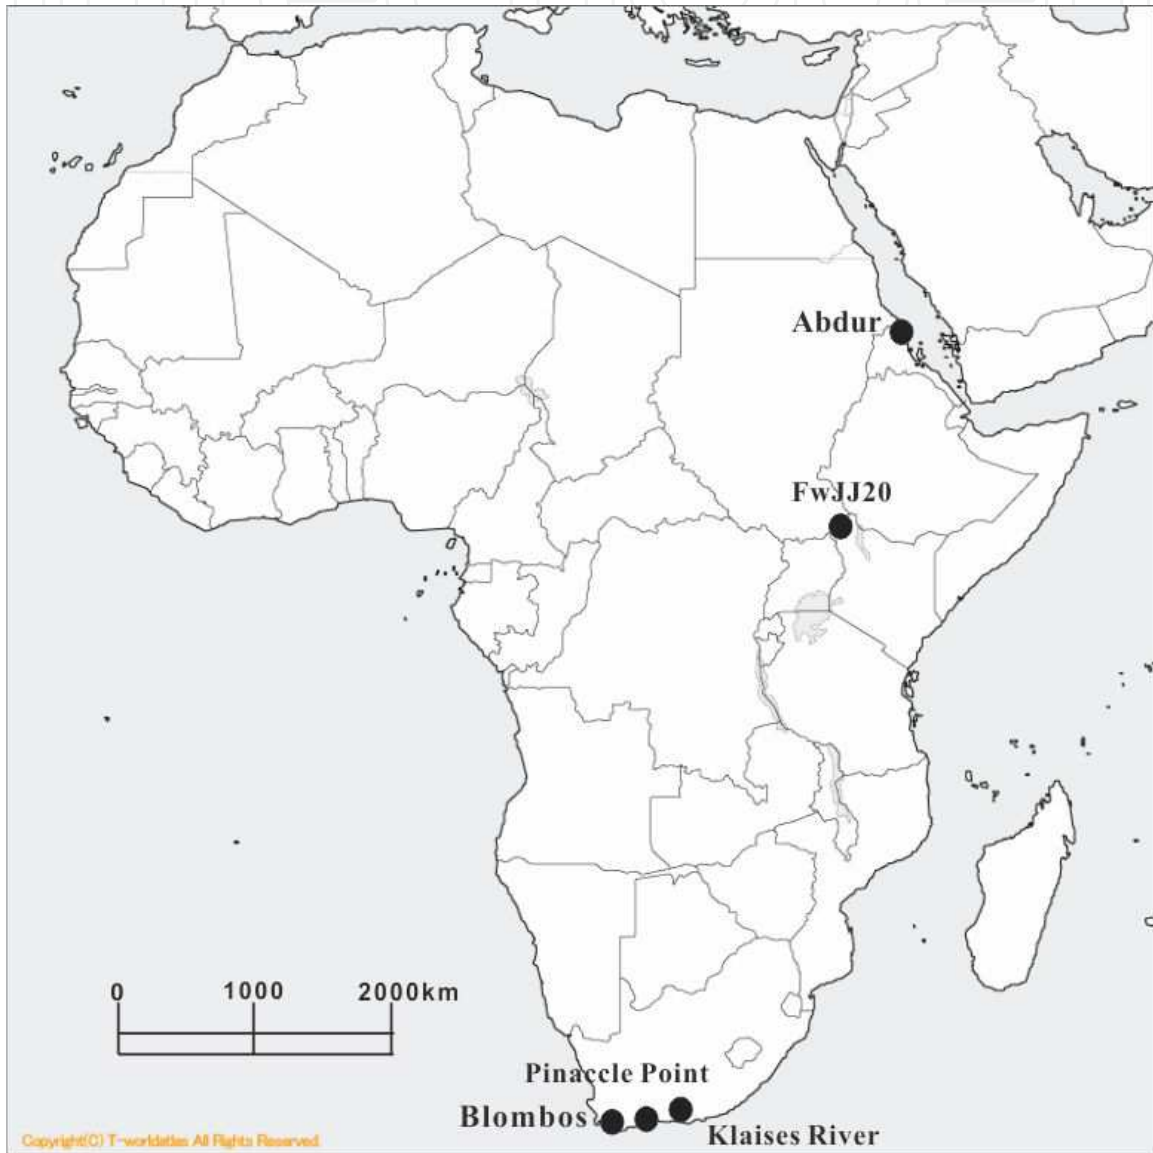 Abdur
FwJJ20
0 1000 2000km
Pinaccle Point
Blombos
Klaises River
Copyright(C) T-worldatlas All Rights Reserved